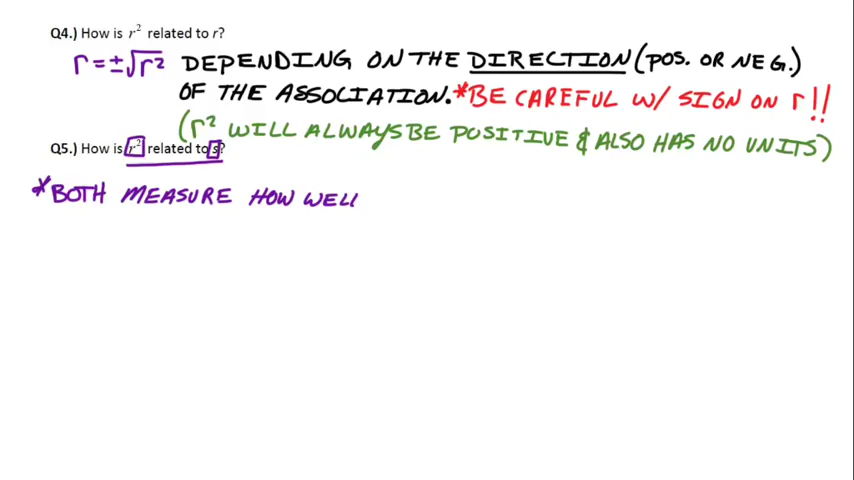 Q4.) How is r² related to r?
r = ±√r² DEPENDING ON THE DIRECTION (POS. OR NEG.)
OF THE ASSOCIATION. *BE CAREFUL W/ SIGN ON r!!
(r² WILL ALWAYS BE POSITIVE & ALSO HAS NO UNITS)
Q5.) How is r² related to s?
*BOTH MEASURE HOW WELL